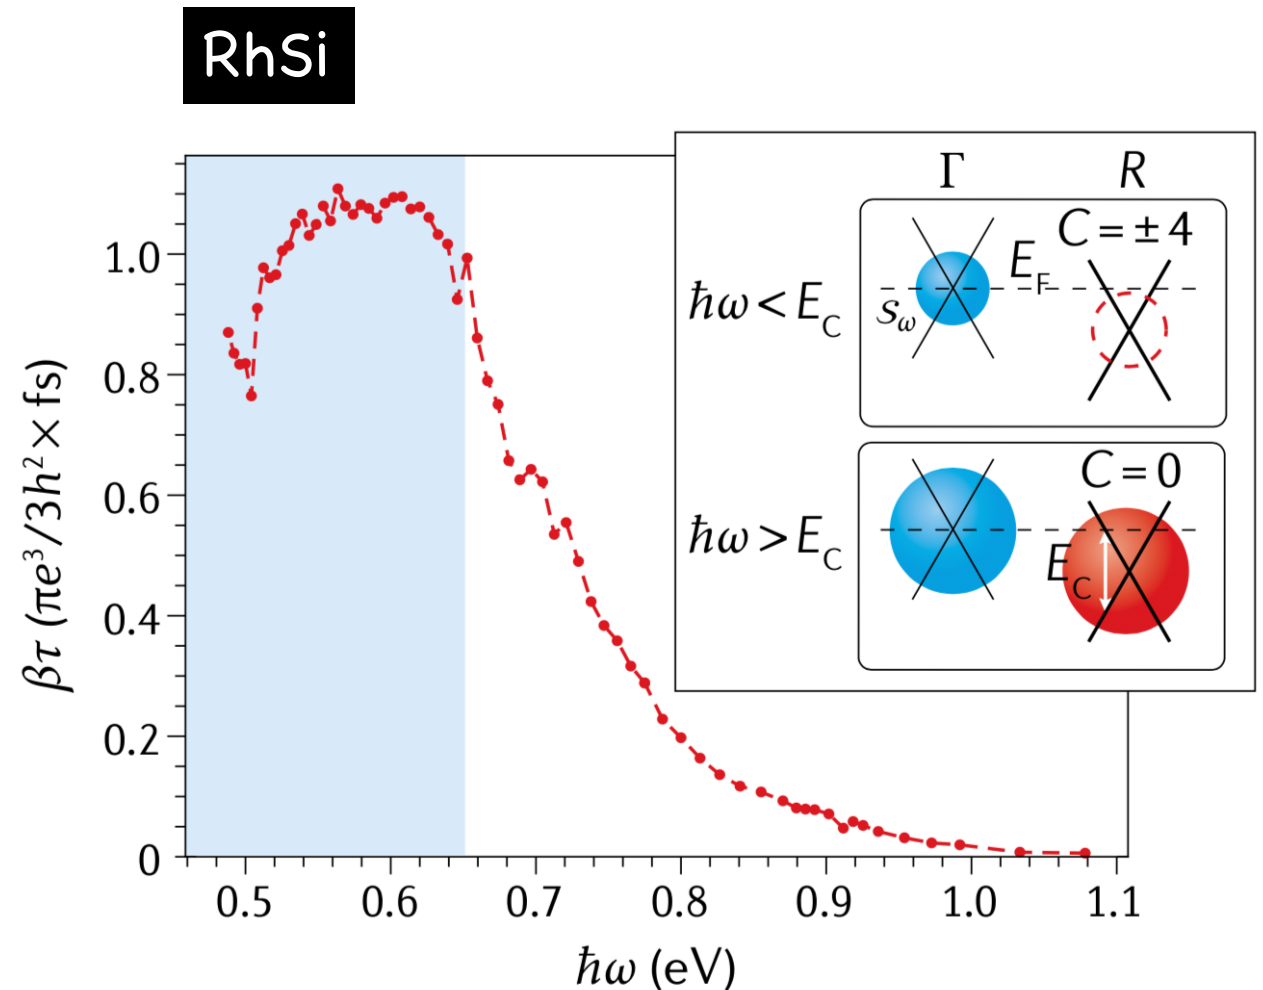 RhSi
Γ R
C = ± 4
E_F
ħω < E_C
S_ω
C = 0
ħω > E_C
E_C
βτ (πe³/3h² × fs)
1.0
0.8
0.6
0.4
0.2
0
0.5 0.6 0.7 0.8 0.9 1.0 1.1
ħω (eV)